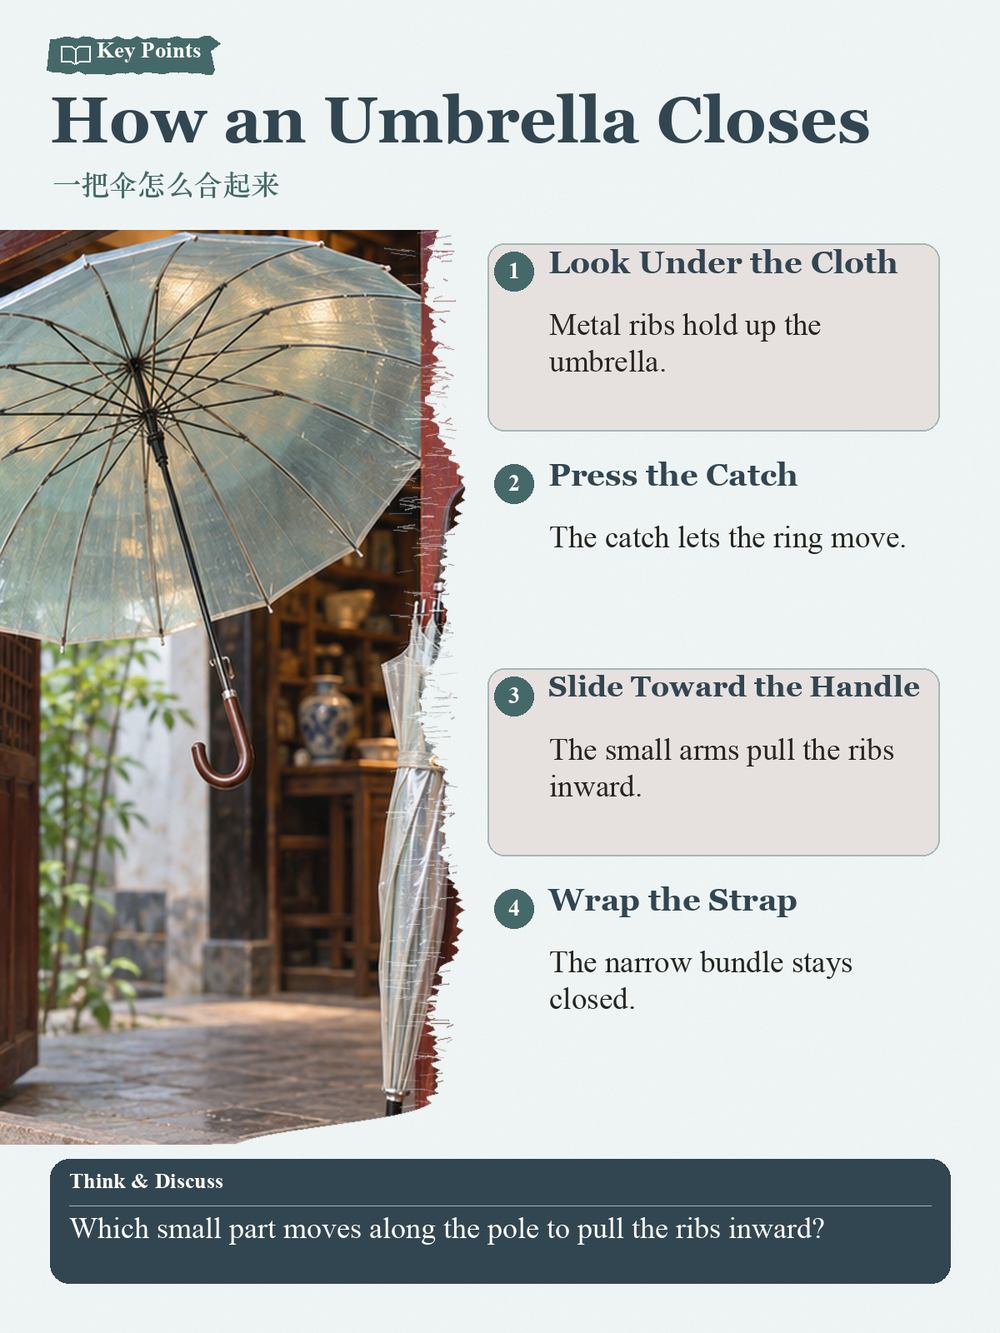 Key Points
How an Umbrella Closes
一把伞怎么合起来
1
Look Under the Cloth
Metal ribs hold up the
umbrella.
2
Press the Catch
The catch lets the ring move.
3
Slide Toward the Handle
The small arms pull the ribs
inward.
4
Wrap the Strap
The narrow bundle stays
closed.
Think & Discuss
Which small part moves along the pole to pull the ribs inward?